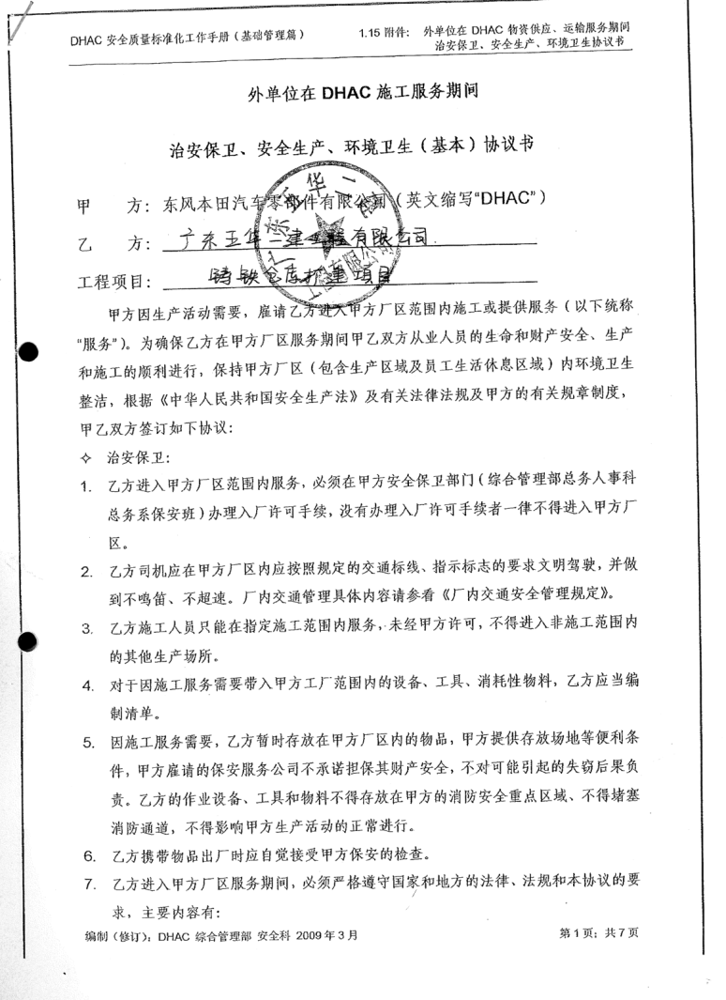 DHAC 安全质量标准化工作手册（基础管理篇）
1.15 附件： 外单位在 DHAC 物资供应、运输服务期间
治安保卫、安全生产、环境卫生协议书
外单位在 DHAC 施工服务期间
治安保卫、安全生产、环境卫生（基本）协议书
甲 方：东风本田汽车零部件有限公司（英文缩写“DHAC”）
乙 方：广东五华二建工程有限公司
工程项目：铸铁仓库扩建项目
甲方因生产活动需要，雇请乙方进入甲方厂区范围内施工或提供服务（以下统称
“服务”）。为确保乙方在甲方厂区服务期间甲乙双方从业人员的生命和财产安全、生产
和施工的顺利进行，保持甲方厂区（包含生产区域及员工生活休息区域）内环境卫生
整洁，根据《中华人民共和国安全生产法》及有关法律法规及甲方的有关规章制度，
甲乙双方签订如下协议：
✧ 治安保卫：
1. 乙方进入甲方厂区范围内服务，必须在甲方安全保卫部门（综合管理部总务人事科
总务系保安班）办理入厂许可手续，没有办理入厂许可手续者一律不得进入甲方厂
区。
2. 乙方司机应在甲方厂区内应按照规定的交通标线、指示标志的要求文明驾驶，并做
到不鸣笛、不超速。厂内交通管理具体内容请参看《厂内交通安全管理规定》。
3. 乙方施工人员只能在指定施工范围内服务，未经甲方许可，不得进入非施工范围内
的其他生产场所。
4. 对于因施工服务需要带入甲方工厂范围内的设备、工具、消耗性物料，乙方应当编
制清单。
5. 因施工服务需要，乙方暂时存放在甲方厂区内的物品，甲方提供存放场地等便利条
件，甲方雇请的保安服务公司不承诺担保其财产安全，不对可能引起的失窃后果负
责。乙方的作业设备、工具和物料不得存放在甲方的消防安全重点区域、不得堵塞
消防通道，不得影响甲方生产活动的正常进行。
6. 乙方携带物品出厂时应自觉接受甲方保安的检查。
7. 乙方进入甲方厂区服务期间，必须严格遵守国家和地方的法律、法规和本协议的要
求，主要内容有：
编制（修订）：DHAC 综合管理部 安全科 2009 年 3 月
第 1 页；共 7 页